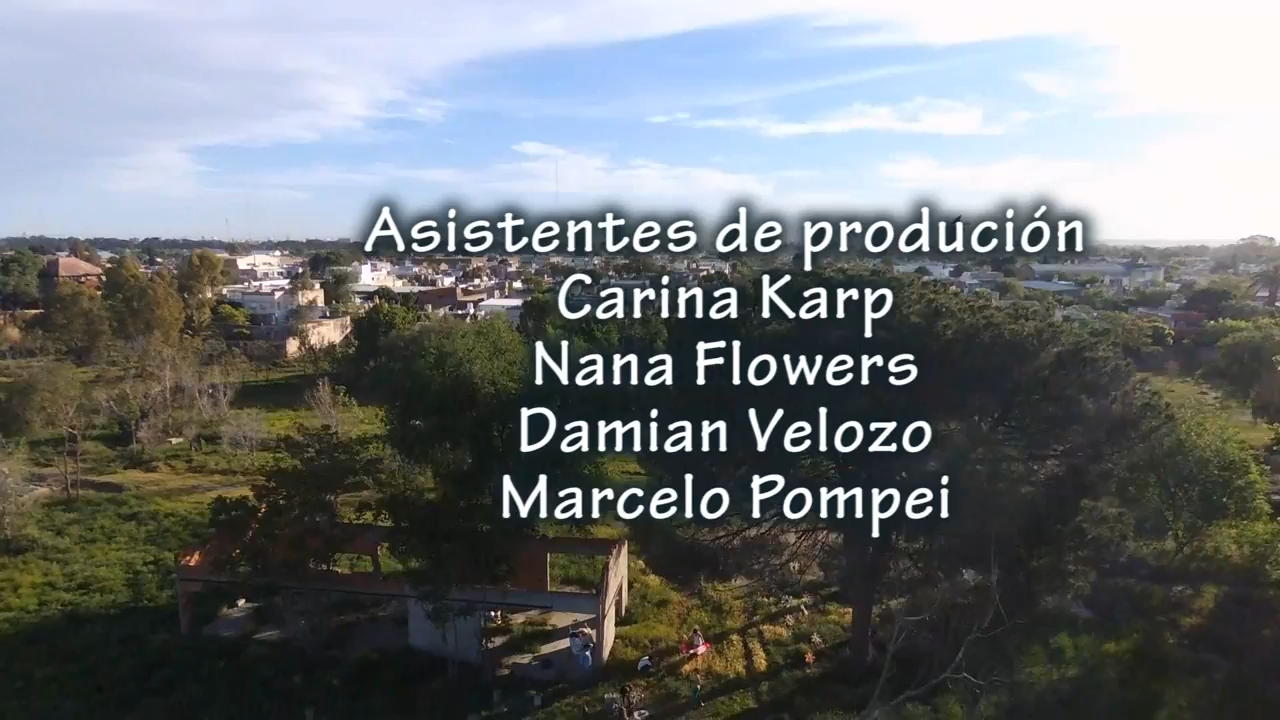 Asistentes de produción
Carina Karp
Nana Flowers
Damian Velozo
Marcelo Pompei